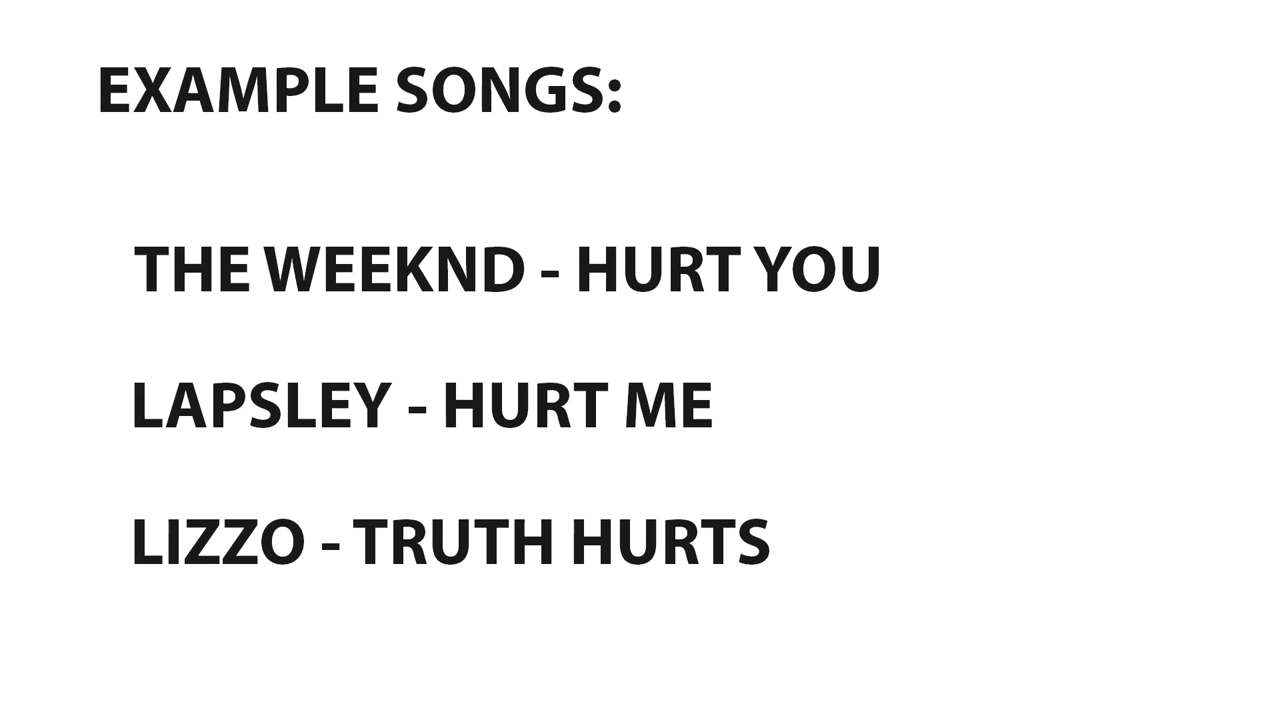 EXAMPLE SONGS:
THE WEEKND - HURT YOU
LAPSLEY - HURT ME
LIZZO - TRUTH HURTS